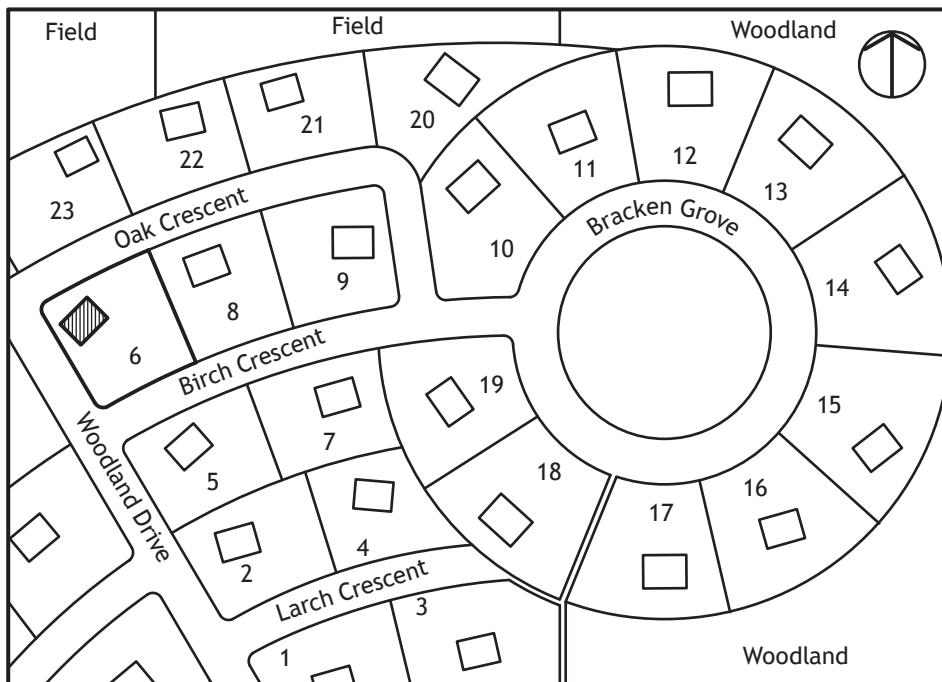 Field
Field
Woodland
20
21
22
23
11
12
13
10
14
Oak Crescent
Bracken Grove
9
8
6
Birch Crescent
19
15
7
5
18
16
17
Woodland Drive
4
2
Larch Crescent
3
1
Woodland